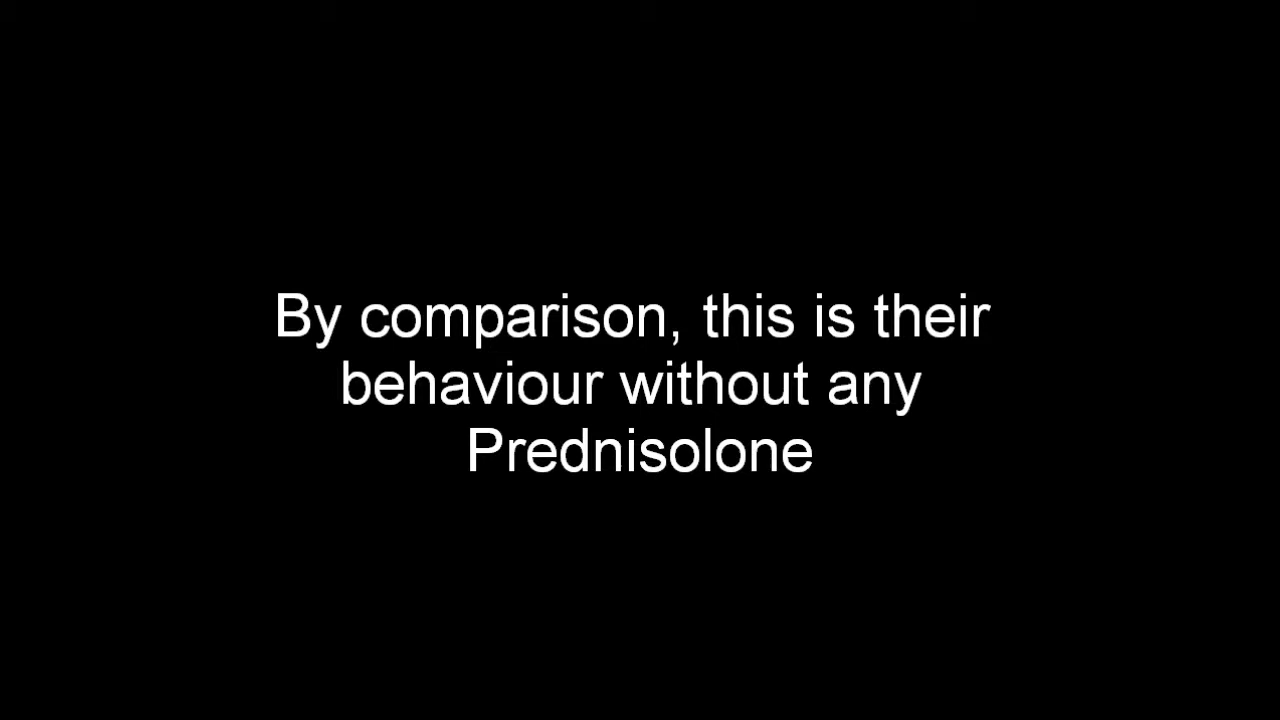 By comparison, this is their
behaviour without any
Prednisolone